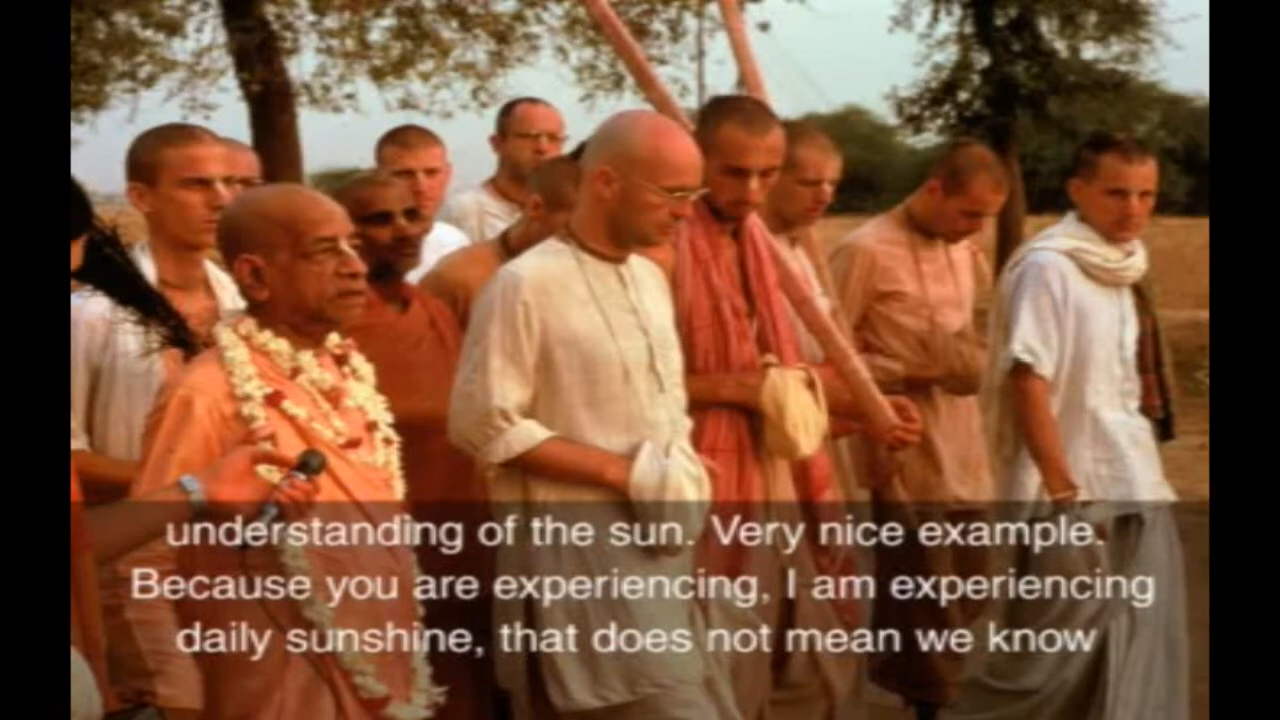 understanding of the sun. Very nice example.
Because you are experiencing, I am experiencing
daily sunshine, that does not mean we know